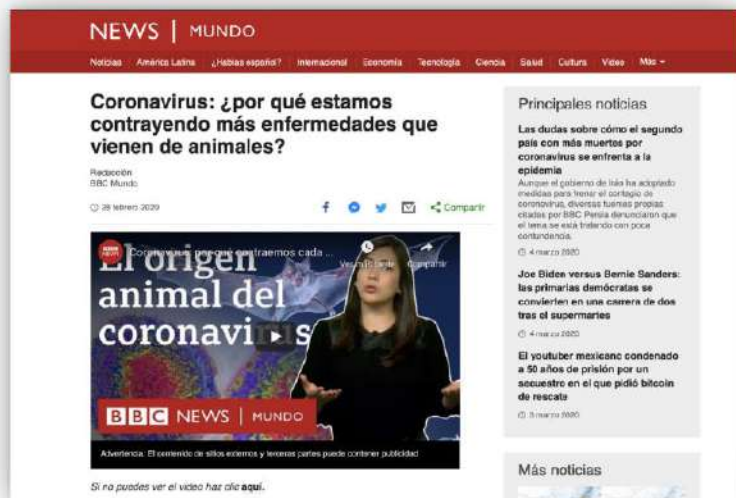 NEWS | MUNDO
Noticias América Latina ¿Hablas español? Internacional Economía Tecnología Ciencia Salud Cultura Video Más
Coronavirus: ¿por qué estamos
contrayendo más enfermedades que
vienen de animales?
Redacción
BBC Mundo
28 febrero 2020
Compartir
Coronavirus: por qué contraemos cada ...
Compartir
El origen
animal del
coronavirus
BBC NEWS | MUNDO
Advertencia: El contenido de sitios externos y terceras partes puede contener publicidad
Si no puedes ver el video haz clic aquí.
Principales noticias
Las dudas sobre cómo el segundo
país con más muertes por
coronavirus se enfrenta a la
epidemia
Aunque el gobierno de Irán ha adoptado
medidas para frenar el contagio de
coronavirus, diversas fuentes propias
citadas por BBC Persia denunciaron que
el tema se está tratando con poca
contundencia.
4 marzo 2020
Joe Biden versus Bernie Sanders:
las primarias demócratas se
convierten en una carrera de dos
tras el supermartes
4 marzo 2020
El youtuber mexicano condenado
a 50 años de prisión por un
secuestro en el que pidió bitcoin
de rescate
3 marzo 2020
Más noticias